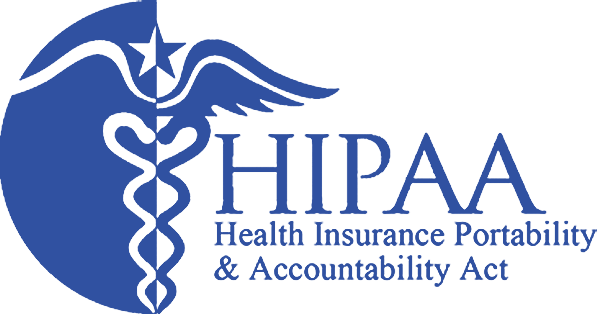 HIPAA
Health Insurance Portability
& Accountability Act